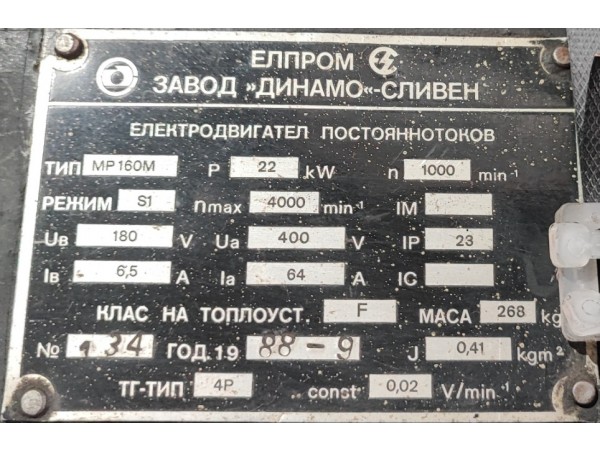 ЕЛПРОМ
ЗАВОД »ДИНАМО«-СЛИВЕН
ЕЛЕКТРОДВИГАТЕЛ ПОСТОЯННОТОКОВ
ТИП MP160M P 22 kW n 1000 min⁻¹
РЕЖИМ S1 nmax 4000 min⁻¹ IM
Uв 180 V Ua 400 V IP 23
Iв 6,5 A Ia 64 A IC
КЛАС НА ТОПЛОУСТ. F МАСА 268 kg
№ 134 ГОД.19 88-9 J 0,41 kgm²
ТГ-ТИП 4P .. const 0,02 V/min⁻¹